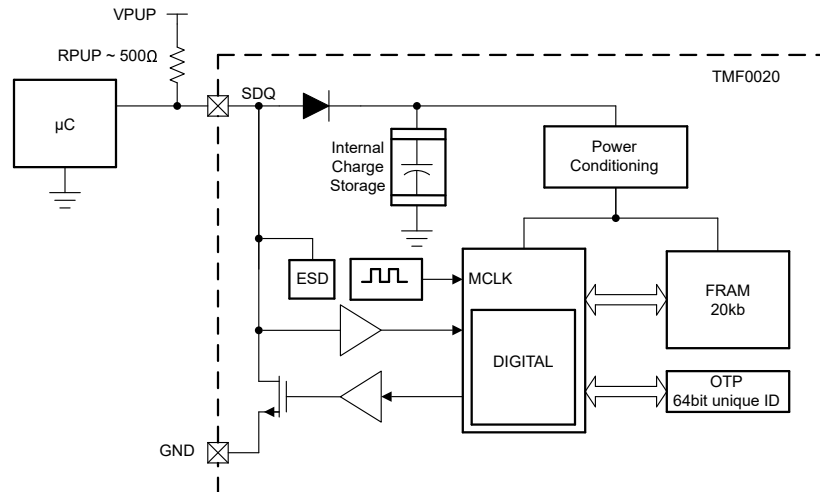 VPUP
RPUP ~ 500Ω
TMF0020
SDQ
µC
Internal
Charge
Storage
Power
Conditioning
ESD
MCLK
FRAM
20kb
DIGITAL
OTP
64bit unique ID
GND